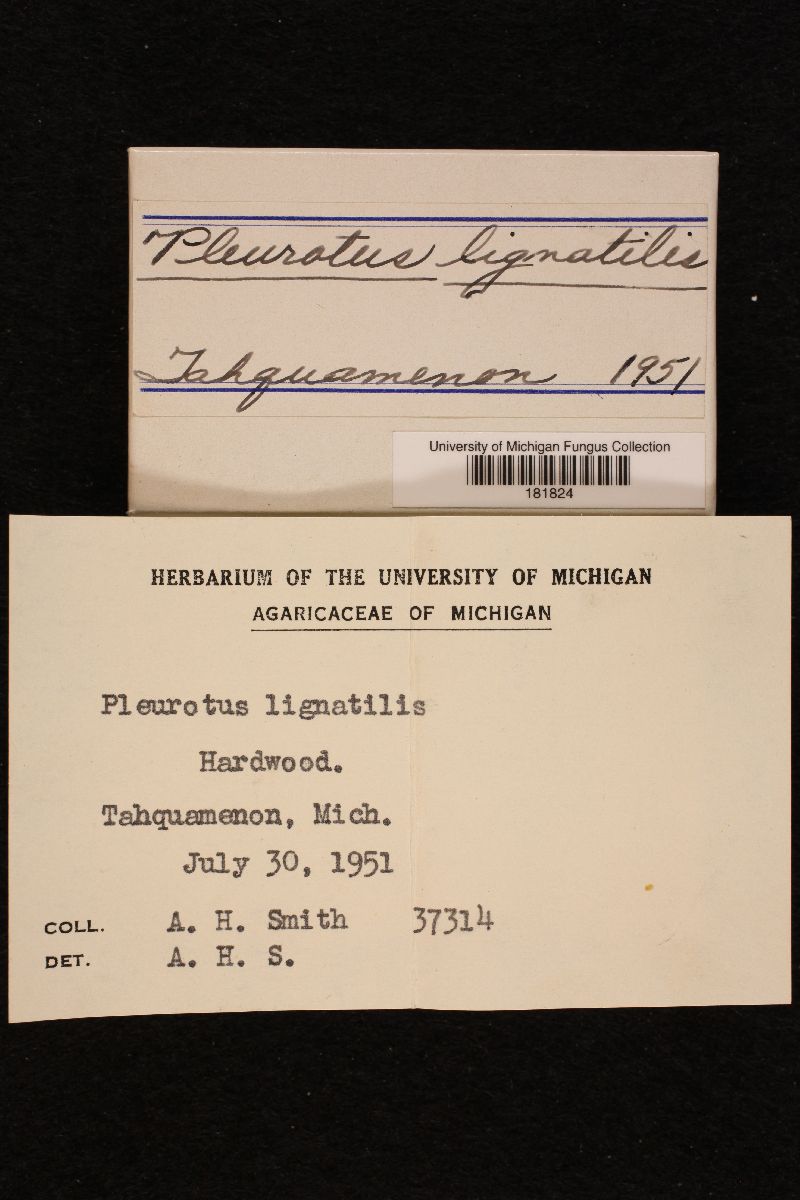 Pleurotus lignatilis
Tahquamenon 1951
University of Michigan Fungus Collection
181824
HERBARIUM OF THE UNIVERSITY OF MICHIGAN
AGARICACEAE OF MICHIGAN
Pleurotus lignatilis
Hardwood.
Tahquamenon, Mich.
July 30, 1951
COLL. A. H. Smith 37314
DET. A. H. S.